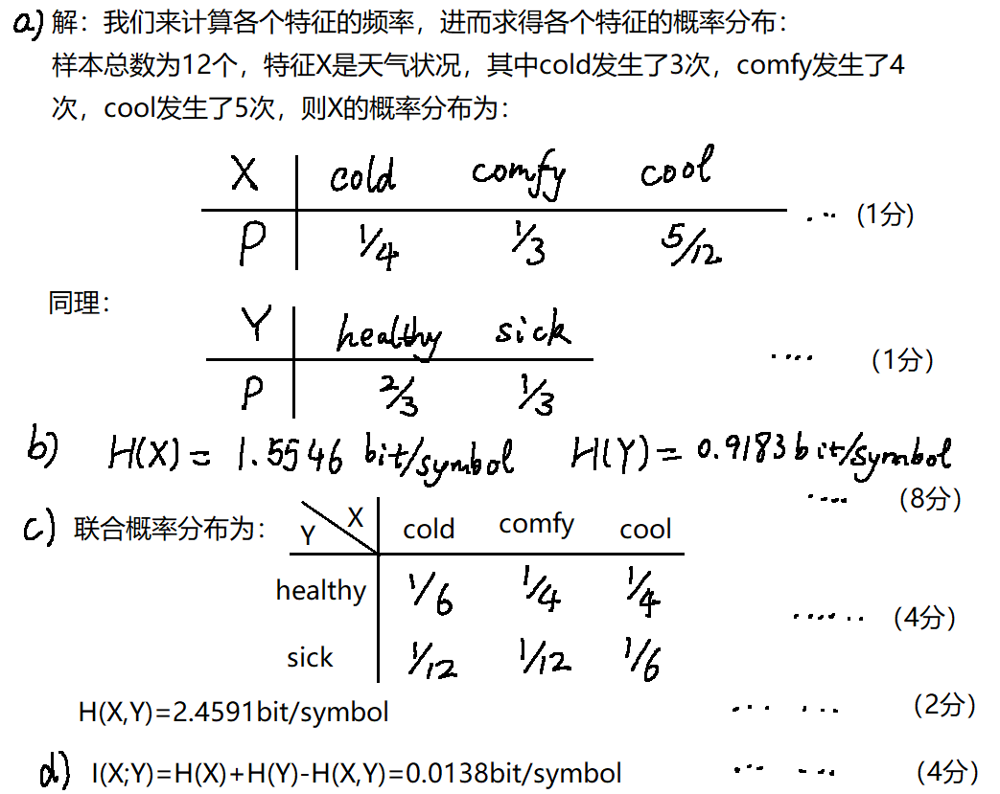 a) 解：我们来计算各个特征的频率，进而求得各个特征的概率分布：
样本总数为12个，特征X是天气状况，其中cold发生了3次，comfy发生了4
次，cool发生了5次，则X的概率分布为：
X cold comfy cool
P 1/4 1/3 5/12 ... (1分)
同理：
Y healthy sick
P 2/3 1/3 .... （1分）
b) H(X) = 1.5546 bit/symbol H(Y) = 0.9183 bit/symbol
.... （8分）
c) 联合概率分布为： Y X cold comfy cool
healthy 1/6 1/4 1/4
..... （4分）
sick 1/12 1/12 1/6
H(X,Y)=2.4591bit/symbol ... ... （2分）
d) I(X;Y)=H(X)+H(Y)-H(X,Y)=0.0138bit/symbol ... ... （4分）